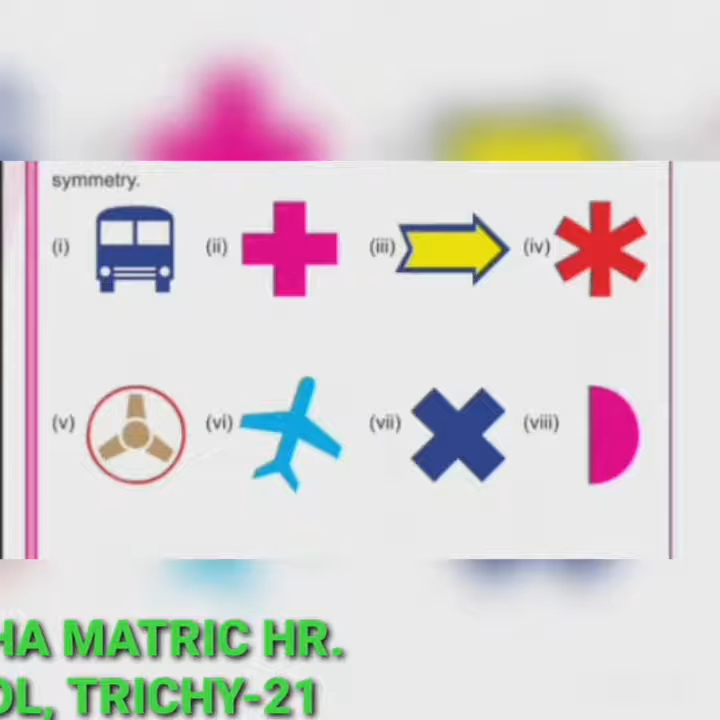 symmetry.
(i) (ii) (iii) (iv)
(v) (vi) (vii) (viii)
HA MATRIC HR.
OL, TRICHY-21